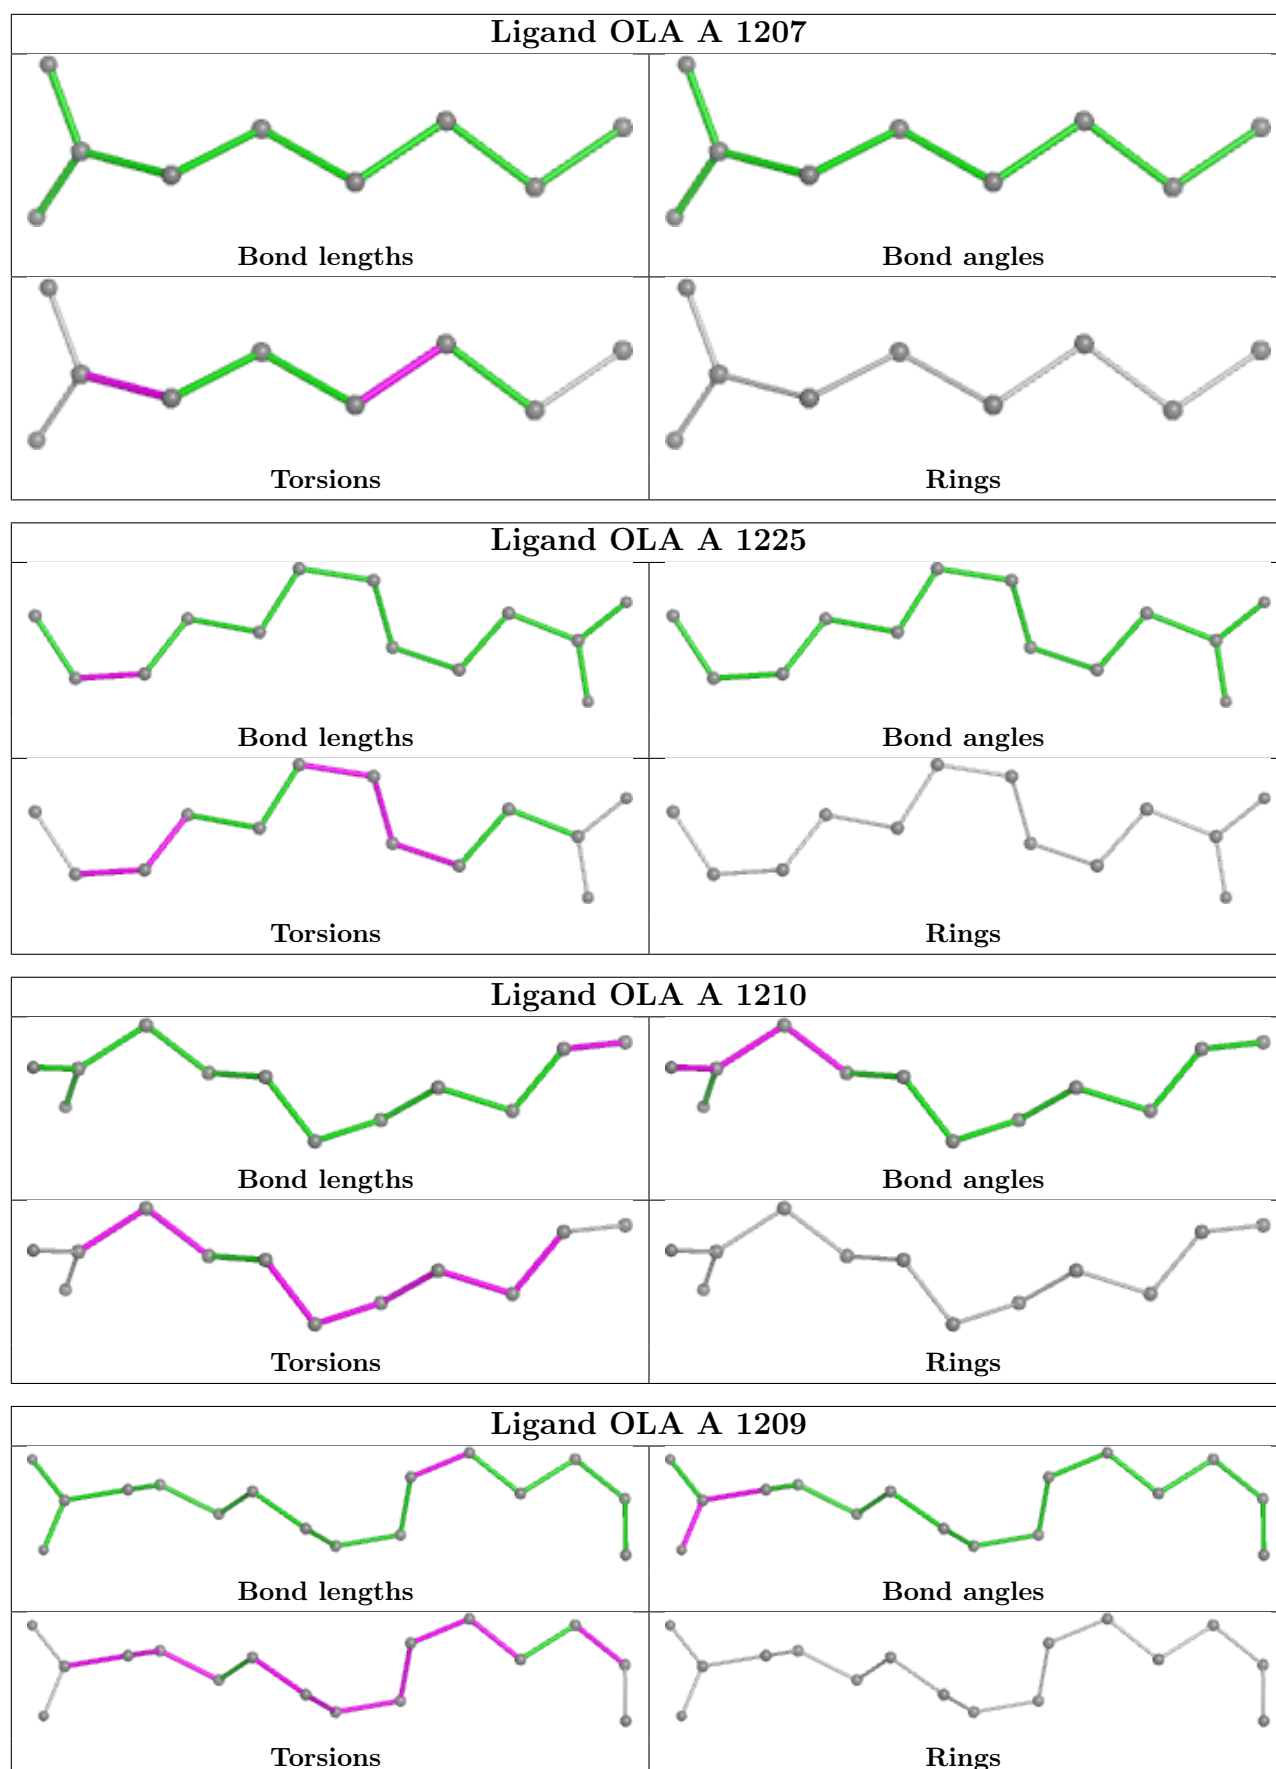 Ligand OLA A 1207
Bond lengths
Bond angles
Torsions
Rings
Ligand OLA A 1225
Bond lengths
Bond angles
Torsions
Rings
Ligand OLA A 1210
Bond lengths
Bond angles
Torsions
Rings
Ligand OLA A 1209
Bond lengths
Bond angles
Torsions
Rings